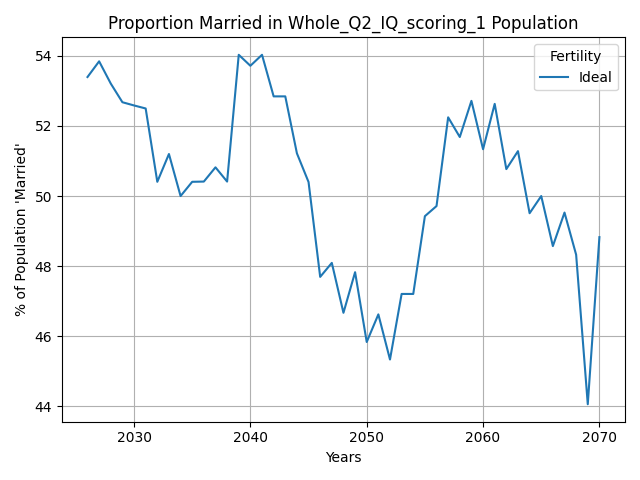 Proportion Married in Whole_Q2_IQ_scoring_1 Population
Fertility
Ideal
% of Population 'Married'
54
52
50
48
46
44
2030
2040
2050
2060
2070
Years